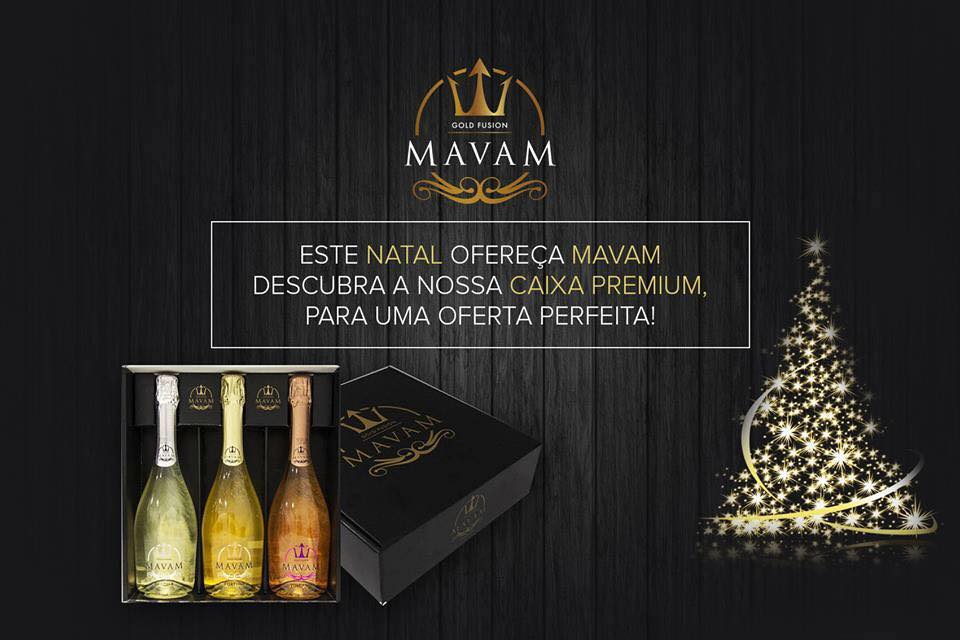 GOLD FUSION
MAVAM
ESTE NATAL OFEREÇA MAVAM
DESCUBRA A NOSSA CAIXA PREMIUM,
PARA UMA OFERTA PERFEITA!
MAVAM
MAVAM
MAVAM
MAVAM
MAVAM
MAVAM